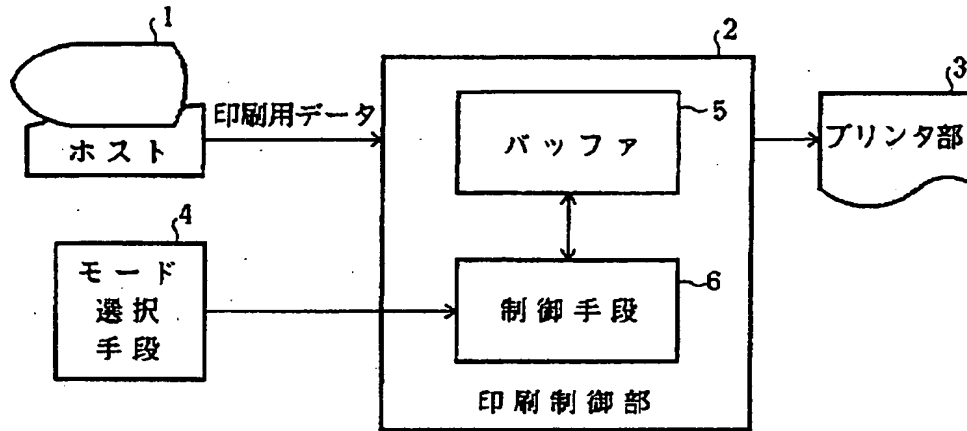 1
ホスト
印刷用データ
2
5
バッファ
3
プリンタ部
4
モード
選択
手段
6
制御手段
印刷制御部